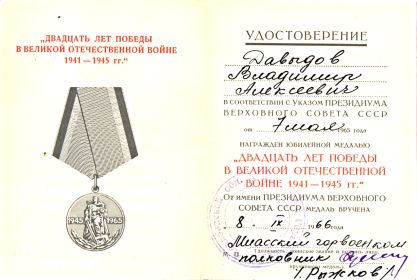 „ДВАДЦАТЬ ЛЕТ ПОБЕДЫ
В ВЕЛИКОЙ ОТЕЧЕСТВЕННОЙ ВОЙНЕ
1941—1945 гг.“
1945 1965
УДОСТОВЕРЕНИЕ
Давыдов
Владимир
Алексеевич
В СООТВЕТСТВИИ С УКАЗОМ ПРЕЗИДИУМА
ВЕРХОВНОГО СОВЕТА СССР
от 7 мая 1965 года
НАГРАЖДЕН ЮБИЛЕЙНОЙ МЕДАЛЬЮ
„ДВАДЦАТЬ ЛЕТ ПОБЕДЫ
В ВЕЛИКОЙ ОТЕЧЕСТВЕННОЙ
ВОЙНЕ 1941—1945 гг.“
От имени ПРЕЗИДИУМА ВЕРХОВНОГО
СОВЕТА СССР МЕДАЛЬ ВРУЧЕНА
8 IX 1966 года
Миасский горвоенком
полковник
(Рыжков)